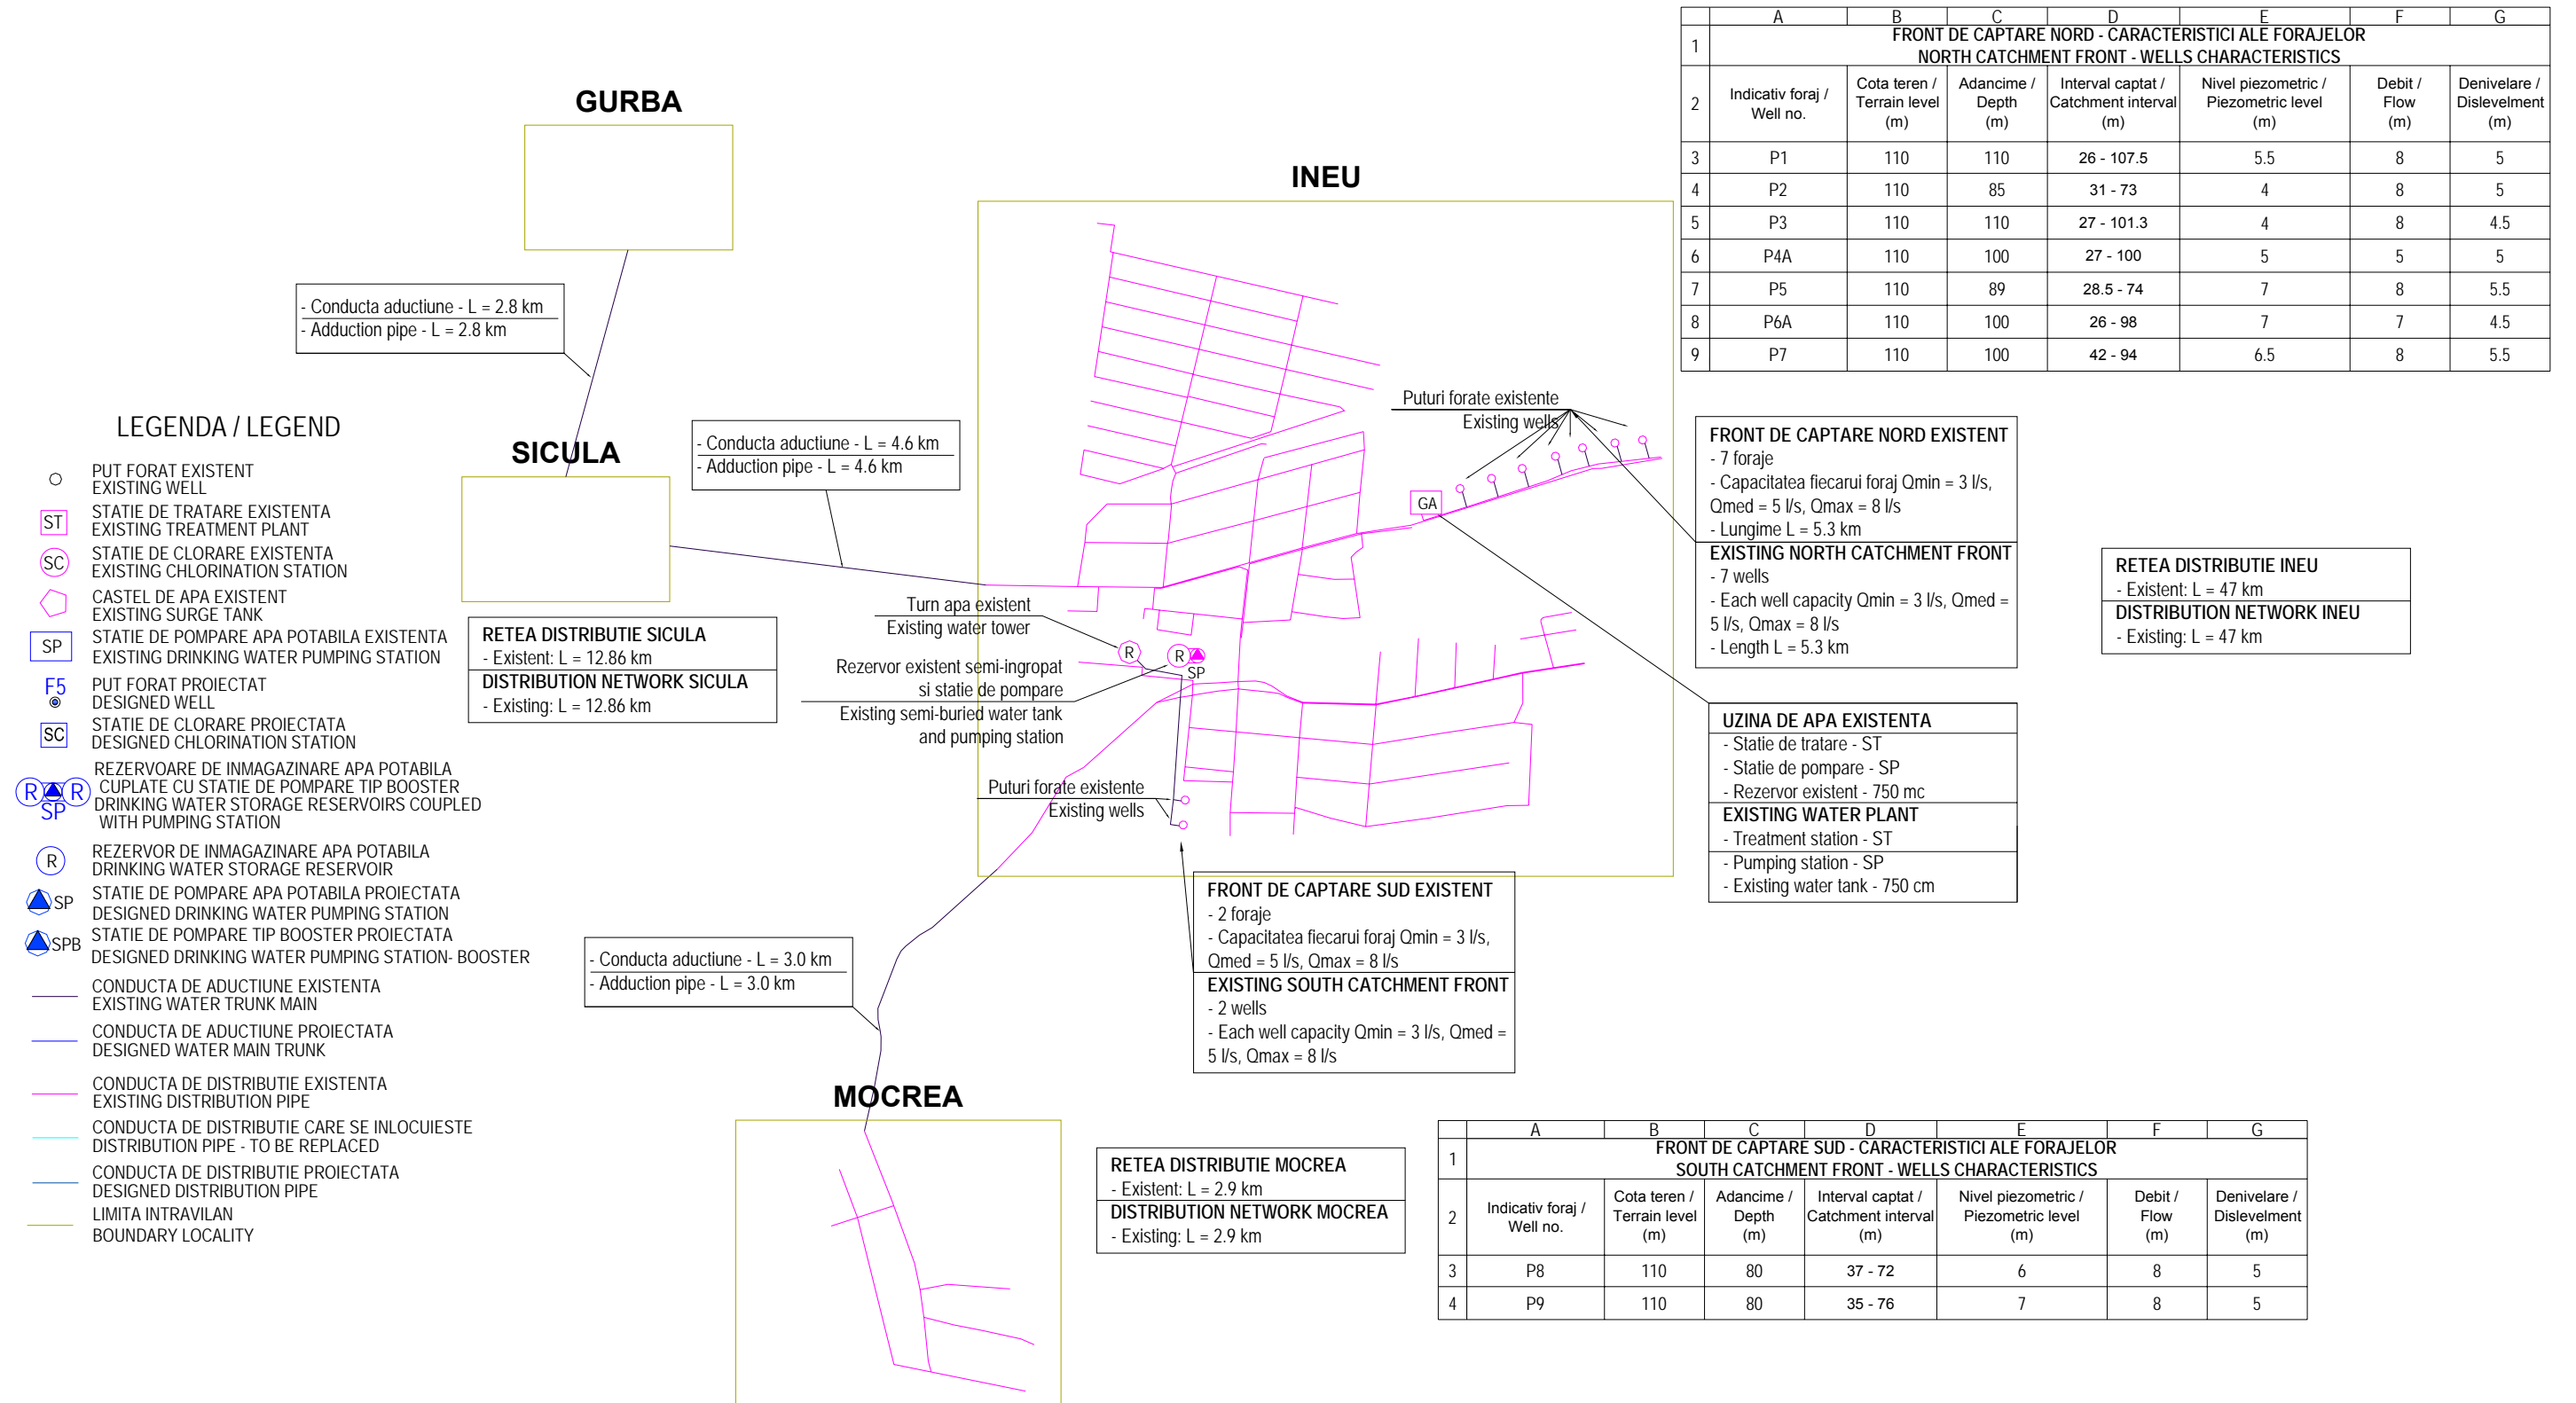 A B C D E F G
1 FRONT DE CAPTARE NORD - CARACTERISTICI ALE FORAJELOR
NORTH CATCHMENT FRONT - WELLS CHARACTERISTICS
2 Indicativ foraj / Well no. Cota teren / Terrain level (m) Adancime / Depth (m) Interval captat / Catchment interval (m) Nivel piezometric / Piezometric level (m) Debit / Flow (m) Denivelare / Dislevelment (m)
3 P1 110 110 26 - 107.5 5.5 8 5
4 P2 110 85 31 - 73 4 8 5
5 P3 110 110 27 - 101.3 4 8 4.5
6 P4A 110 100 27 - 100 5 5 5
7 P5 110 89 28.5 - 74 7 8 5.5
8 P6A 110 100 26 - 98 7 7 4.5
9 P7 110 100 42 - 94 6.5 8 5.5
GURBA
INEU
- Conducta aductiune - L = 2.8 km
- Adduction pipe - L = 2.8 km
SICULA
- Conducta aductiune - L = 4.6 km
- Adduction pipe - L = 4.6 km
Puturi forate existente
Existing wells
GA
FRONT DE CAPTARE NORD EXISTENT
- 7 foraje
- Capacitatea fiecarui foraj Qmin = 3 l/s,
Qmed = 5 l/s, Qmax = 8 l/s
- Lungime L = 5.3 km
EXISTING NORTH CATCHMENT FRONT
- 7 wells
- Each well capacity Qmin = 3 l/s, Qmed =
5 l/s, Qmax = 8 l/s
- Length L = 5.3 km
RETEA DISTRIBUTIE INEU
- Existent: L = 47 km
DISTRIBUTION NETWORK INEU
- Existing: L = 47 km
LEGENDA / LEGEND
PUT FORAT EXISTENT
EXISTING WELL
ST
STATIE DE TRATARE EXISTENTA
EXISTING TREATMENT PLANT
SC
STATIE DE CLORARE EXISTENTA
EXISTING CHLORINATION STATION
CASTEL DE APA EXISTENT
EXISTING SURGE TANK
SP
STATIE DE POMPARE APA POTABILA EXISTENTA
EXISTING DRINKING WATER PUMPING STATION
F5
PUT FORAT PROIECTAT
DESIGNED WELL
SC
STATIE DE CLORARE PROIECTATA
DESIGNED CHLORINATION STATION
R R
SP
REZERVOARE DE INMAGAZINARE APA POTABILA
CUPLATE CU STATIE DE POMPARE TIP BOOSTER
DRINKING WATER STORAGE RESERVOIRS COUPLED
WITH PUMPING STATION
R
REZERVOR DE INMAGAZINARE APA POTABILA
DRINKING WATER STORAGE RESERVOIR
SP
STATIE DE POMPARE APA POTABILA PROIECTATA
DESIGNED DRINKING WATER PUMPING STATION
SPB
STATIE DE POMPARE TIP BOOSTER PROIECTATA
DESIGNED DRINKING WATER PUMPING STATION- BOOSTER
CONDUCTA DE ADUCTIUNE EXISTENTA
EXISTING WATER TRUNK MAIN
CONDUCTA DE ADUCTIUNE PROIECTATA
DESIGNED WATER MAIN TRUNK
CONDUCTA DE DISTRIBUTIE EXISTENTA
EXISTING DISTRIBUTION PIPE
CONDUCTA DE DISTRIBUTIE CARE SE INLOCUIESTE
DISTRIBUTION PIPE - TO BE REPLACED
CONDUCTA DE DISTRIBUTIE PROIECTATA
DESIGNED DISTRIBUTION PIPE
LIMITA INTRAVILAN
BOUNDARY LOCALITY
RETEA DISTRIBUTIE SICULA
- Existent: L = 12.86 km
DISTRIBUTION NETWORK SICULA
- Existing: L = 12.86 km
Turn apa existent
Existing water tower
R
R
SP
Rezervor existent semi-ingropat
si statie de pompare
Existing semi-buried water tank
and pumping station
Puturi forate existente
Existing wells
UZINA DE APA EXISTENTA
- Statie de tratare - ST
- Statie de pompare - SP
- Rezervor existent - 750 mc
EXISTING WATER PLANT
- Treatment station - ST
- Pumping station - SP
- Existing water tank - 750 cm
FRONT DE CAPTARE SUD EXISTENT
- 2 foraje
- Capacitatea fiecarui foraj Qmin = 3 l/s,
Qmed = 5 l/s, Qmax = 8 l/s
EXISTING SOUTH CATCHMENT FRONT
- 2 wells
- Each well capacity Qmin = 3 l/s, Qmed =
5 l/s, Qmax = 8 l/s
- Conducta aductiune - L = 3.0 km
- Adduction pipe - L = 3.0 km
MOCREA
RETEA DISTRIBUTIE MOCREA
- Existent: L = 2.9 km
DISTRIBUTION NETWORK MOCREA
- Existing: L = 2.9 km
A B C D E F G
1 FRONT DE CAPTARE SUD - CARACTERISTICI ALE FORAJELOR
SOUTH CATCHMENT FRONT - WELLS CHARACTERISTICS
2 Indicativ foraj / Well no. Cota teren / Terrain level (m) Adancime / Depth (m) Interval captat / Catchment interval (m) Nivel piezometric / Piezometric level (m) Debit / Flow (m) Denivelare / Dislevelment (m)
3 P8 110 80 37 - 72 6 8 5
4 P9 110 80 35 - 76 7 8 5